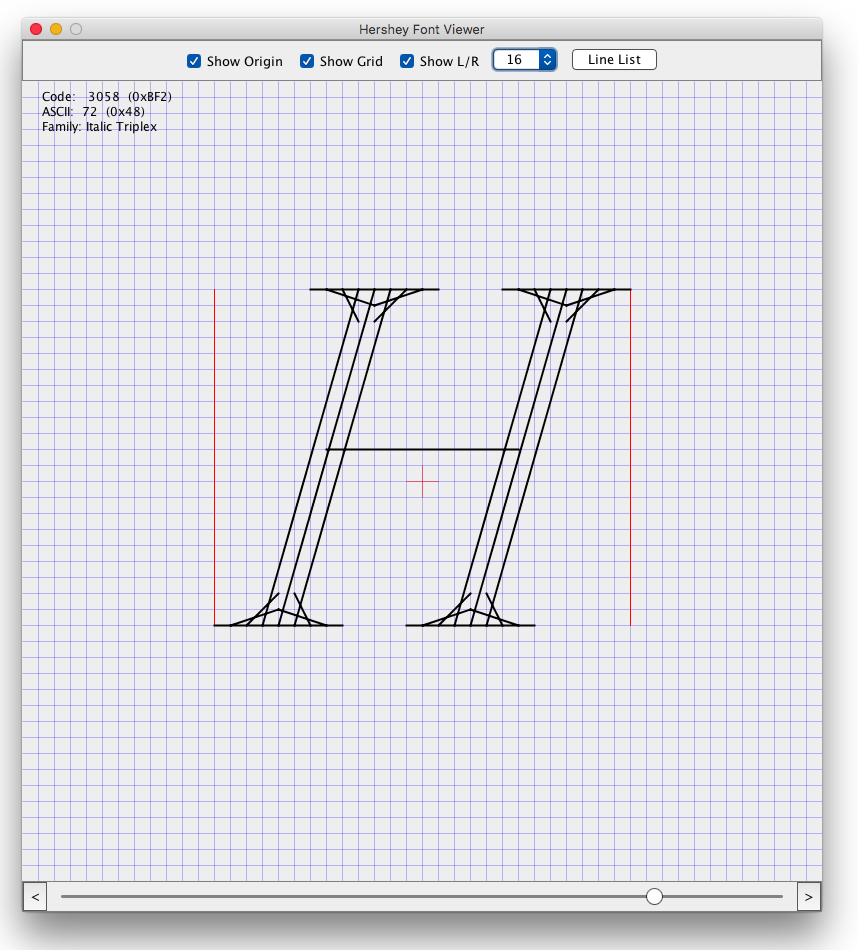 Hershey Font Viewer
Show Origin Show Grid Show L/R 16 Line List
Code: 3058 (0xBF2)
ASCII: 72 (0x48)
Family: Italic Triplex
H
< >